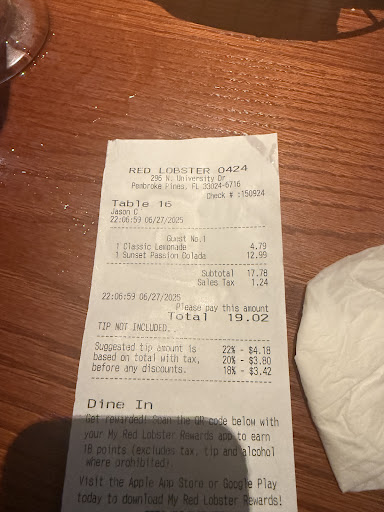 RED LOBSTER 0424
296 N. University Dr
Pembroke Pines, FL 33024-6716
Check # :150924
Table 16
Jason C
22:06:59 06/27/2025
Guest No.1
1 Classic Lemonade 4.79
1 Sunset Passion Colada 12.99
Subtotal 17.78
Sales Tax 1.24
22:06:59 06/27/2025
Please pay this amount
Total 19.02
TIP NOT INCLUDED..
Suggested tip amount is 22% - $4.18
based on total with tax, 20% - $3.80
before any discounts. 18% - $3.42
Dine In
Get rewarded! Scan the QR code below with
your My Red Lobster Rewards app to earn
18 points (excludes tax, tip and alcohol
where prohibited).
Visit the Apple App Store or Google Play
today to download My Red Lobster Rewards!